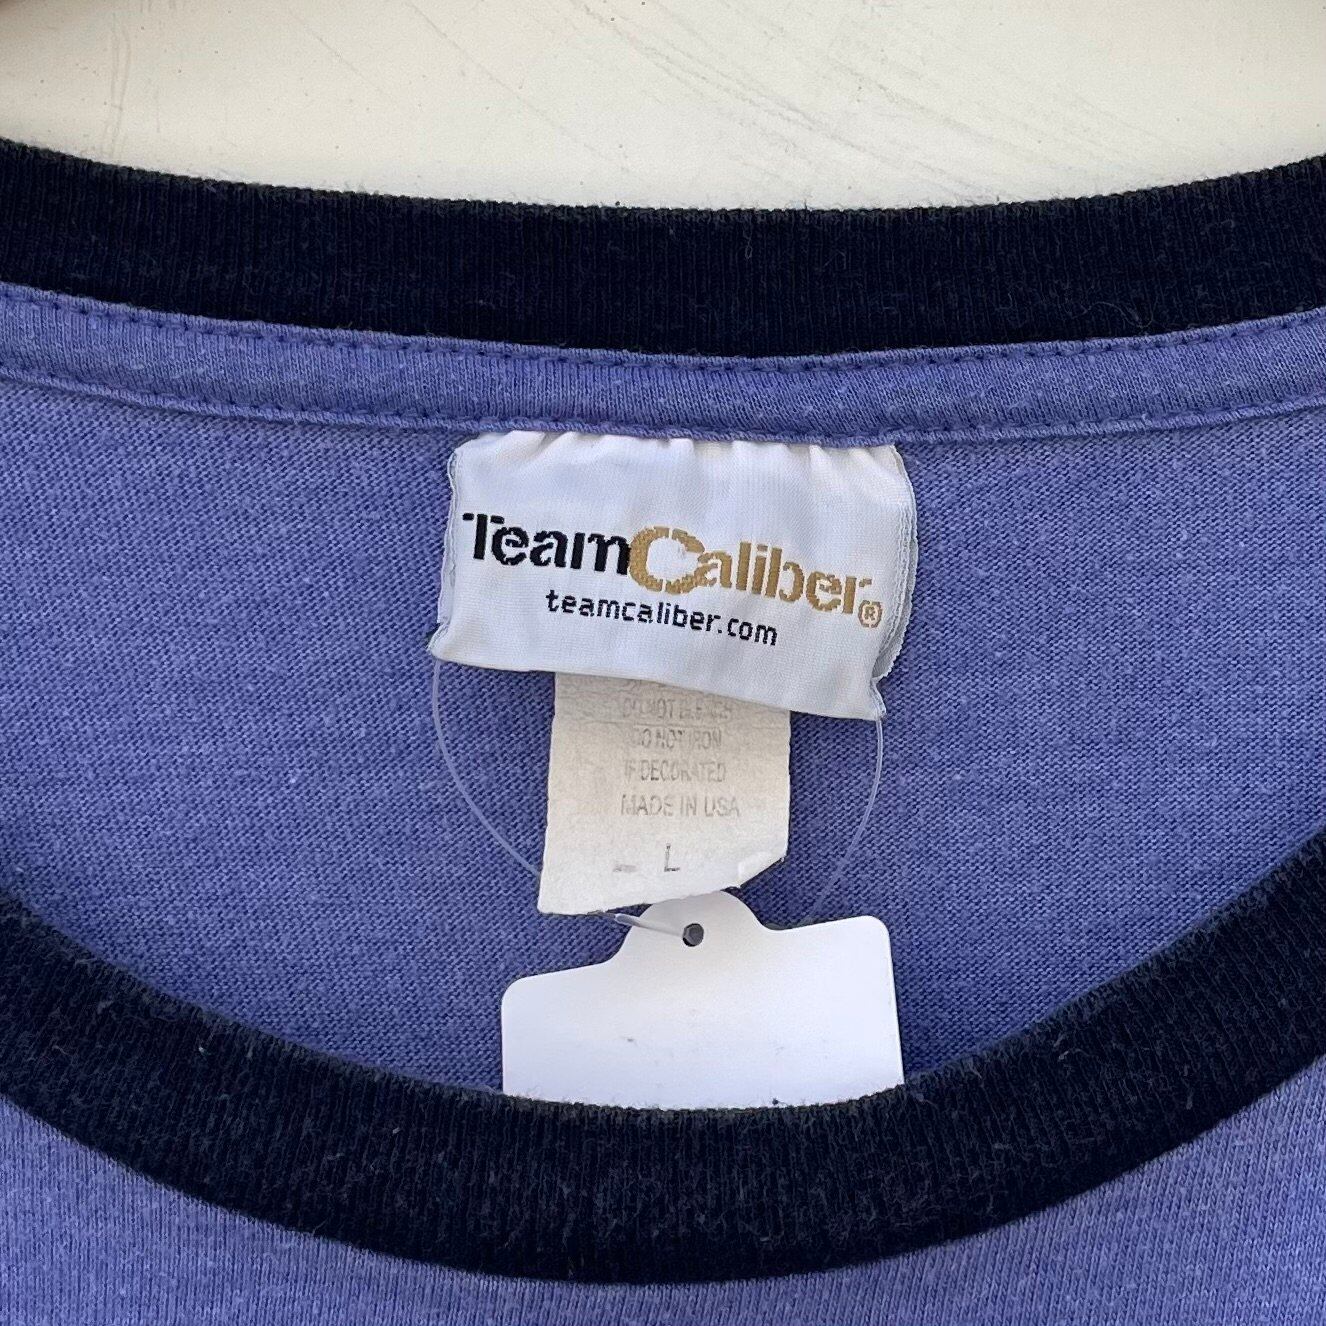 TeamCaliber®
teamcaliber.com
DO NOT BLEACH
DO NOT IRON
IF DECORATED
MADE IN USA
L